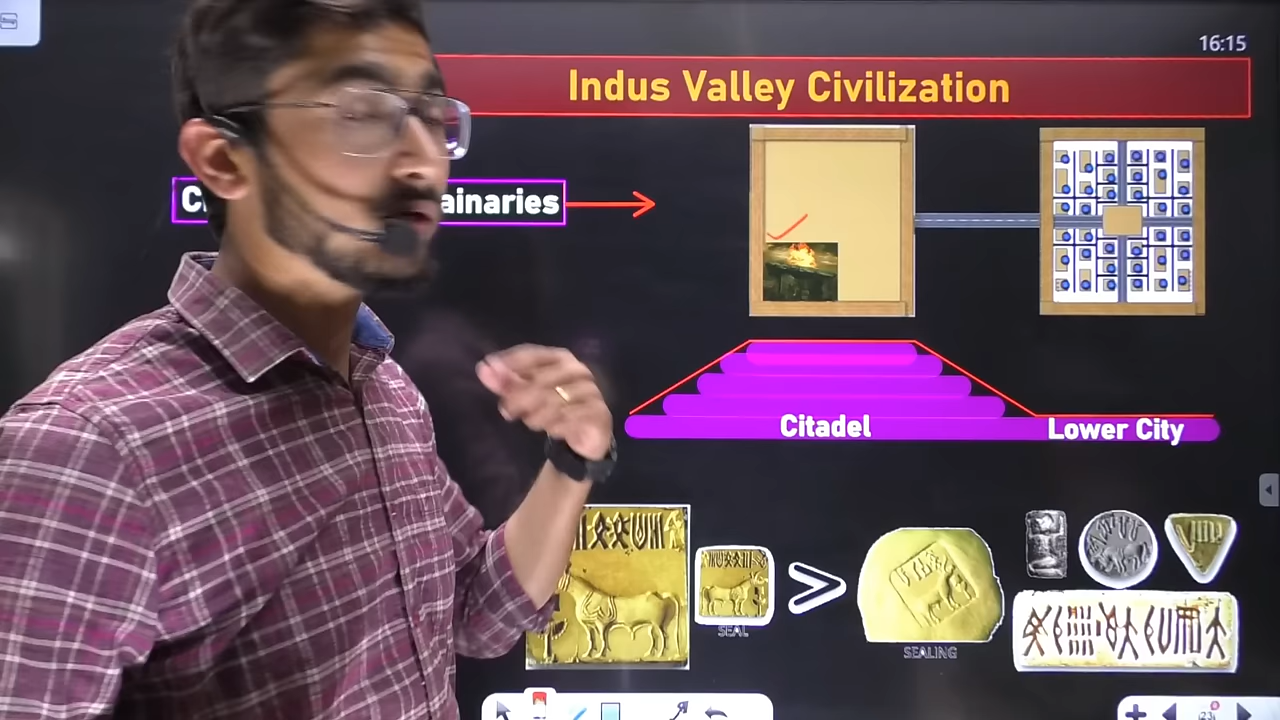 16:15
Indus Valley Civilization
ainaries
Citadel
Lower City
>
SEAL
SEALING